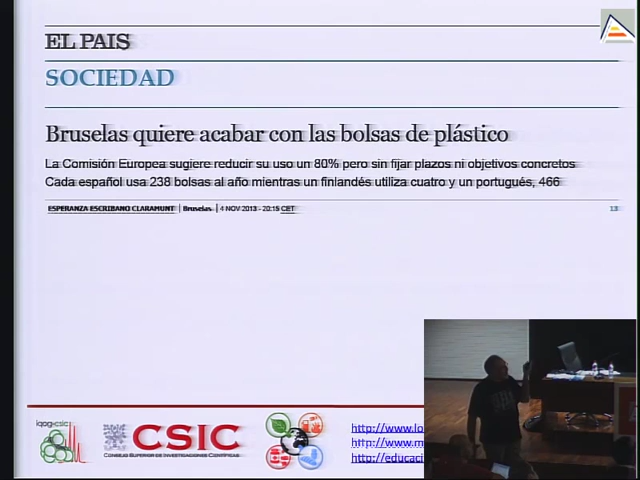 EL PAIS
SOCIEDAD
Bruselas quiere acabar con las bolsas de plástico
La Comisión Europea sugiere reducir su uso un 80% pero sin fijar plazos ni objetivos concretos
Cada español usa 238 bolsas al año mientras un finlandés utiliza cuatro y un portugués, 466
ESPERANZA ESCRIBANO CLARAMUNT | Bruselas | 4 NOV 2013 - 20:15 CET
13
iqog-csic
CSIC
CONSEJO SUPERIOR DE INVESTIGACIONES CIENTÍFICAS
http://www.lo
http://www.m
http://educaci